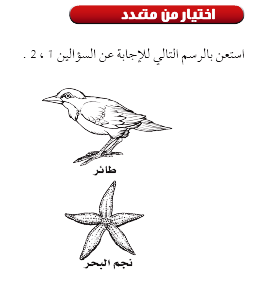 اختيار من متعدد
استعن بالرسم التالي للإجابة عن السؤالين 1 ، 2 .
طائر
نجم البحر